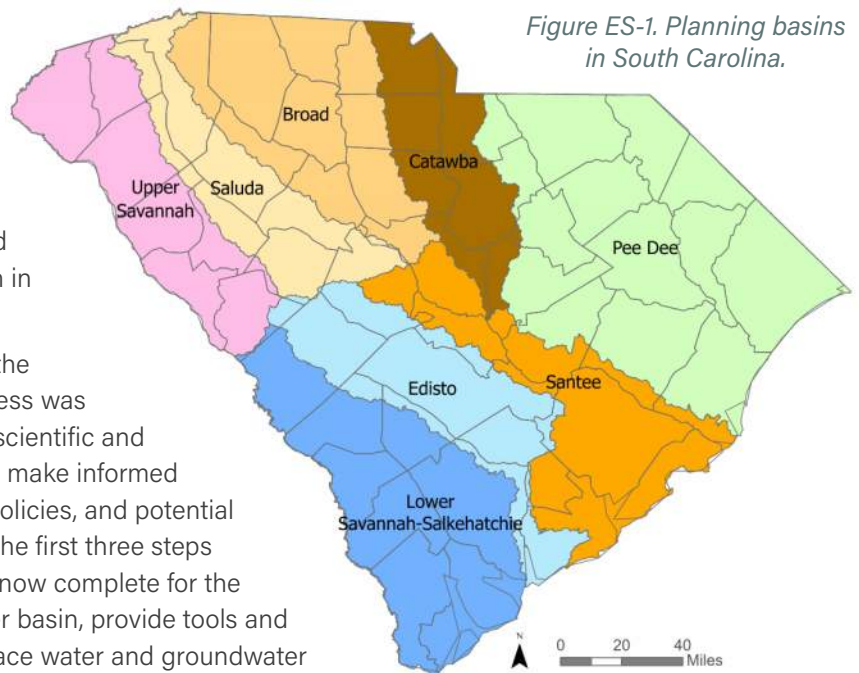 Figure ES-1. Planning basins
in South Carolina.
Broad
Catawba
Upper
Savannah
Saluda
Pee Dee
Edisto
Santee
Lower
Savannah-Salkehatchie
N
0 20 40
Miles
d
n in
the
ess was
scientific and
make informed
olicies, and potential
he first three steps
now complete for the
r basin, provide tools and
ace water and groundwater